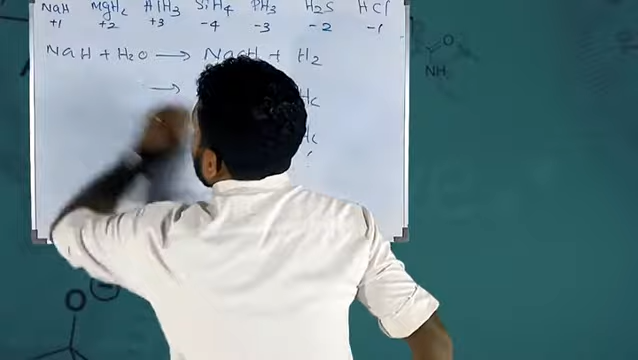 NaH MgH₂ AlH₃ SiH₄ PH₃ H₂S HCl
+1 +2 +3 -4 -3 -2 -1
NaH + H₂O → NaOH + H₂
→
O
NH
O